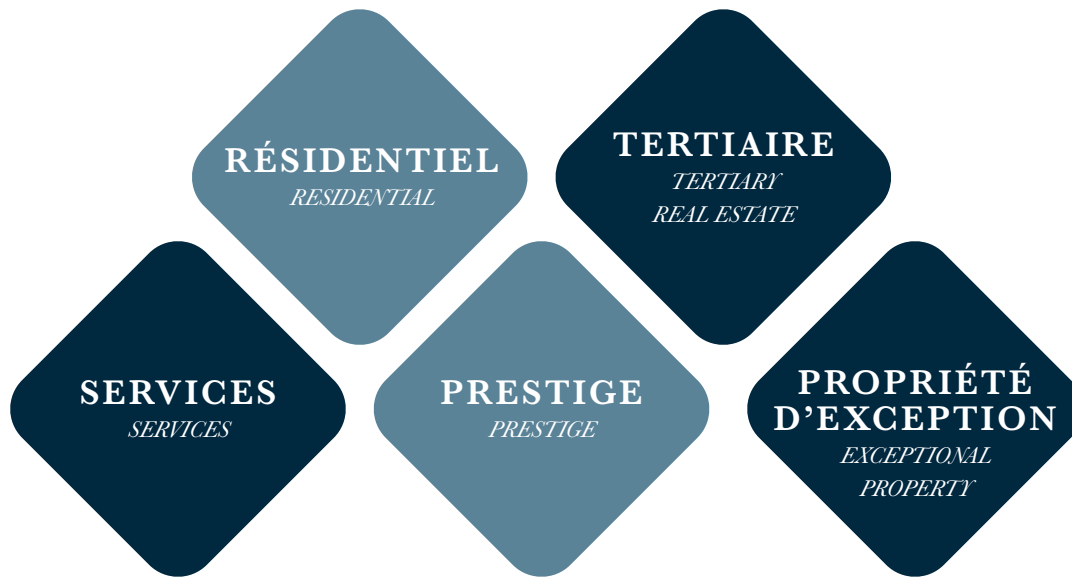 RÉSIDENTIEL
RESIDENTIAL
TERTIAIRE
TERTIARY
REAL ESTATE
SERVICES
SERVICES
PRESTIGE
PRESTIGE
PROPRIÉTÉ
D’EXCEPTION
EXCEPTIONAL
PROPERTY